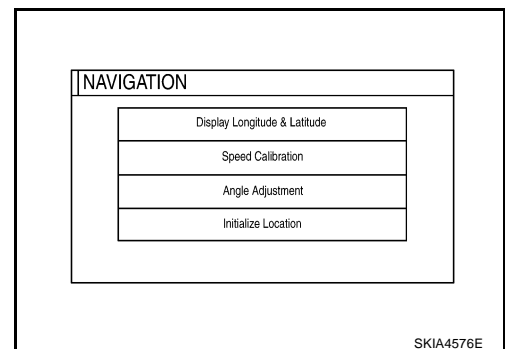 NAVIGATION
Display Longitude & Latitude
Speed Calibration
Angle Adjustment
Initialize Location
SKIA4576E